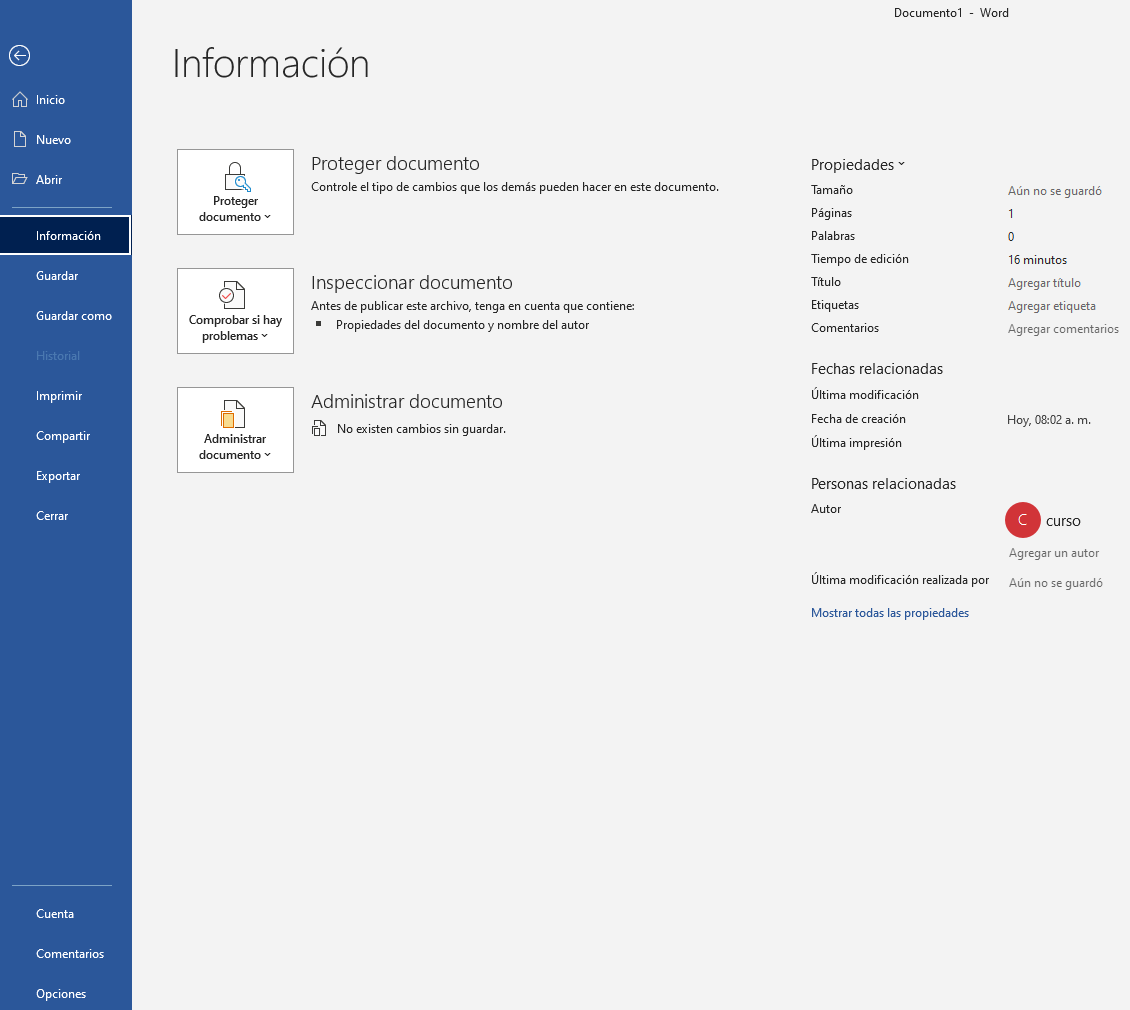 Documento1 - Word
Información
Inicio
Nuevo
Abrir
Información
Guardar
Guardar como
Historial
Imprimir
Compartir
Exportar
Cerrar
Cuenta
Comentarios
Opciones
Proteger
documento
Proteger documento
Controle el tipo de cambios que los demás pueden hacer en este documento.
Comprobar si hay
problemas
Inspeccionar documento
Antes de publicar este archivo, tenga en cuenta que contiene:
▪ Propiedades del documento y nombre del autor
Administrar
documento
Administrar documento
No existen cambios sin guardar.
Propiedades
Tamaño Aún no se guardó
Páginas 1
Palabras 0
Tiempo de edición 16 minutos
Título Agregar título
Etiquetas Agregar etiqueta
Comentarios Agregar comentarios
Fechas relacionadas
Última modificación
Fecha de creación Hoy, 08:02 a. m.
Última impresión
Personas relacionadas
Autor
C curso
Agregar un autor
Última modificación realizada por Aún no se guardó
Mostrar todas las propiedades